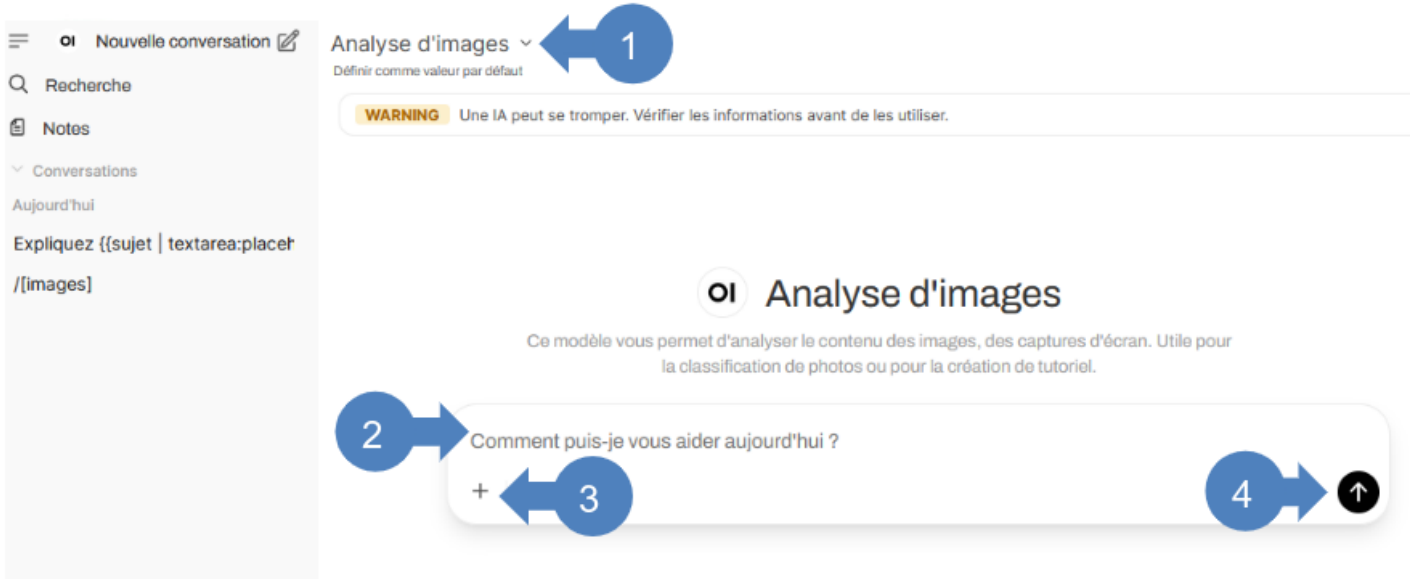 OI Nouvelle conversation
Recherche
Notes
Conversations
Aujourd'hui
Expliquez {{sujet | textarea:placeh
/[images]
Analyse d'images
1
Définir comme valeur par défaut
WARNING Une IA peut se tromper. Vérifier les informations avant de les utiliser.
OI Analyse d'images
Ce modèle vous permet d'analyser le contenu des images, des captures d'écran. Utile pour
la classification de photos ou pour la création de tutoriel.
2
Comment puis-je vous aider aujourd'hui ?
+
3
4